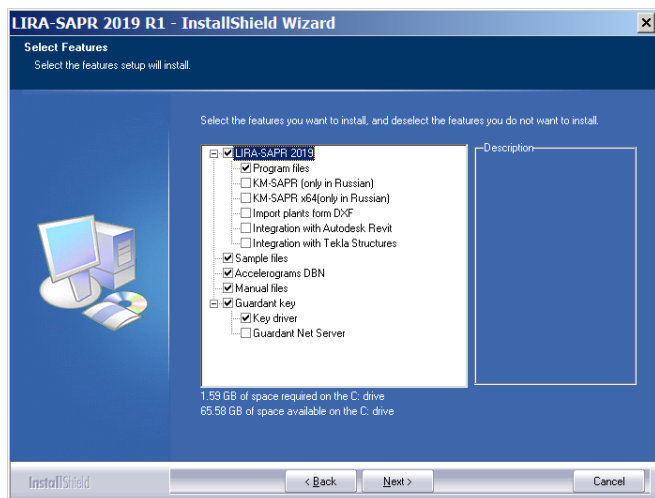 LIRA-SAPR 2019 R1 - InstallShield Wizard
Select Features
Select the features setup will install.
Select the features you want to install, and deselect the features you do not want to install.
LIRA-SAPR 2019
Program files
KM-SAPR (only in Russian)
KM-SAPR x64(only in Russian)
Import plants form DXF
Integration with Autodesk Revit
Integration with Tekla Structures
Sample files
Accelerograms DBN
Manual files
Guardant key
Key driver
Guardant Net Server
Description
1.59 GB of space required on the C: drive
65.58 GB of space available on the C: drive
InstallShield
< Back
Next >
Cancel